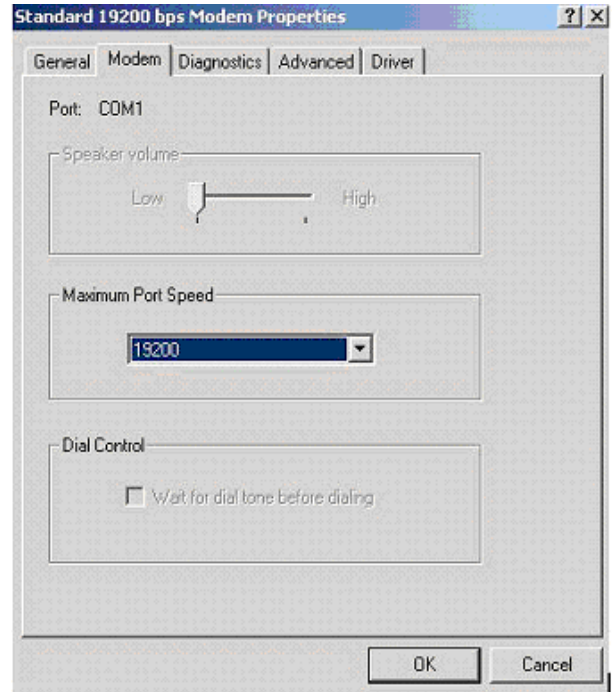 Standard 19200 bps Modem Properties
General Modem Diagnostics Advanced Driver
Port: COM1
Speaker volume
Low High
Maximum Port Speed
19200
Dial Control
Wait for dial tone before dialing
OK Cancel